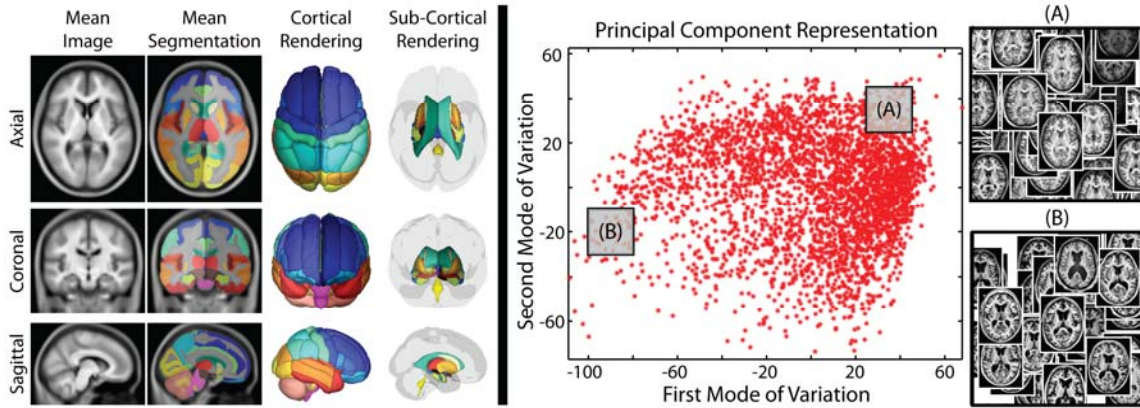 Mean Image
Mean Segmentation
Cortical Rendering
Sub-Cortical Rendering
Axial
Coronal
Sagittal
Principal Component Representation
Second Mode of Variation
60
20
-20
-60
(A)
(B)
-100
-60
-20
20
60
First Mode of Variation
(A)
(B)